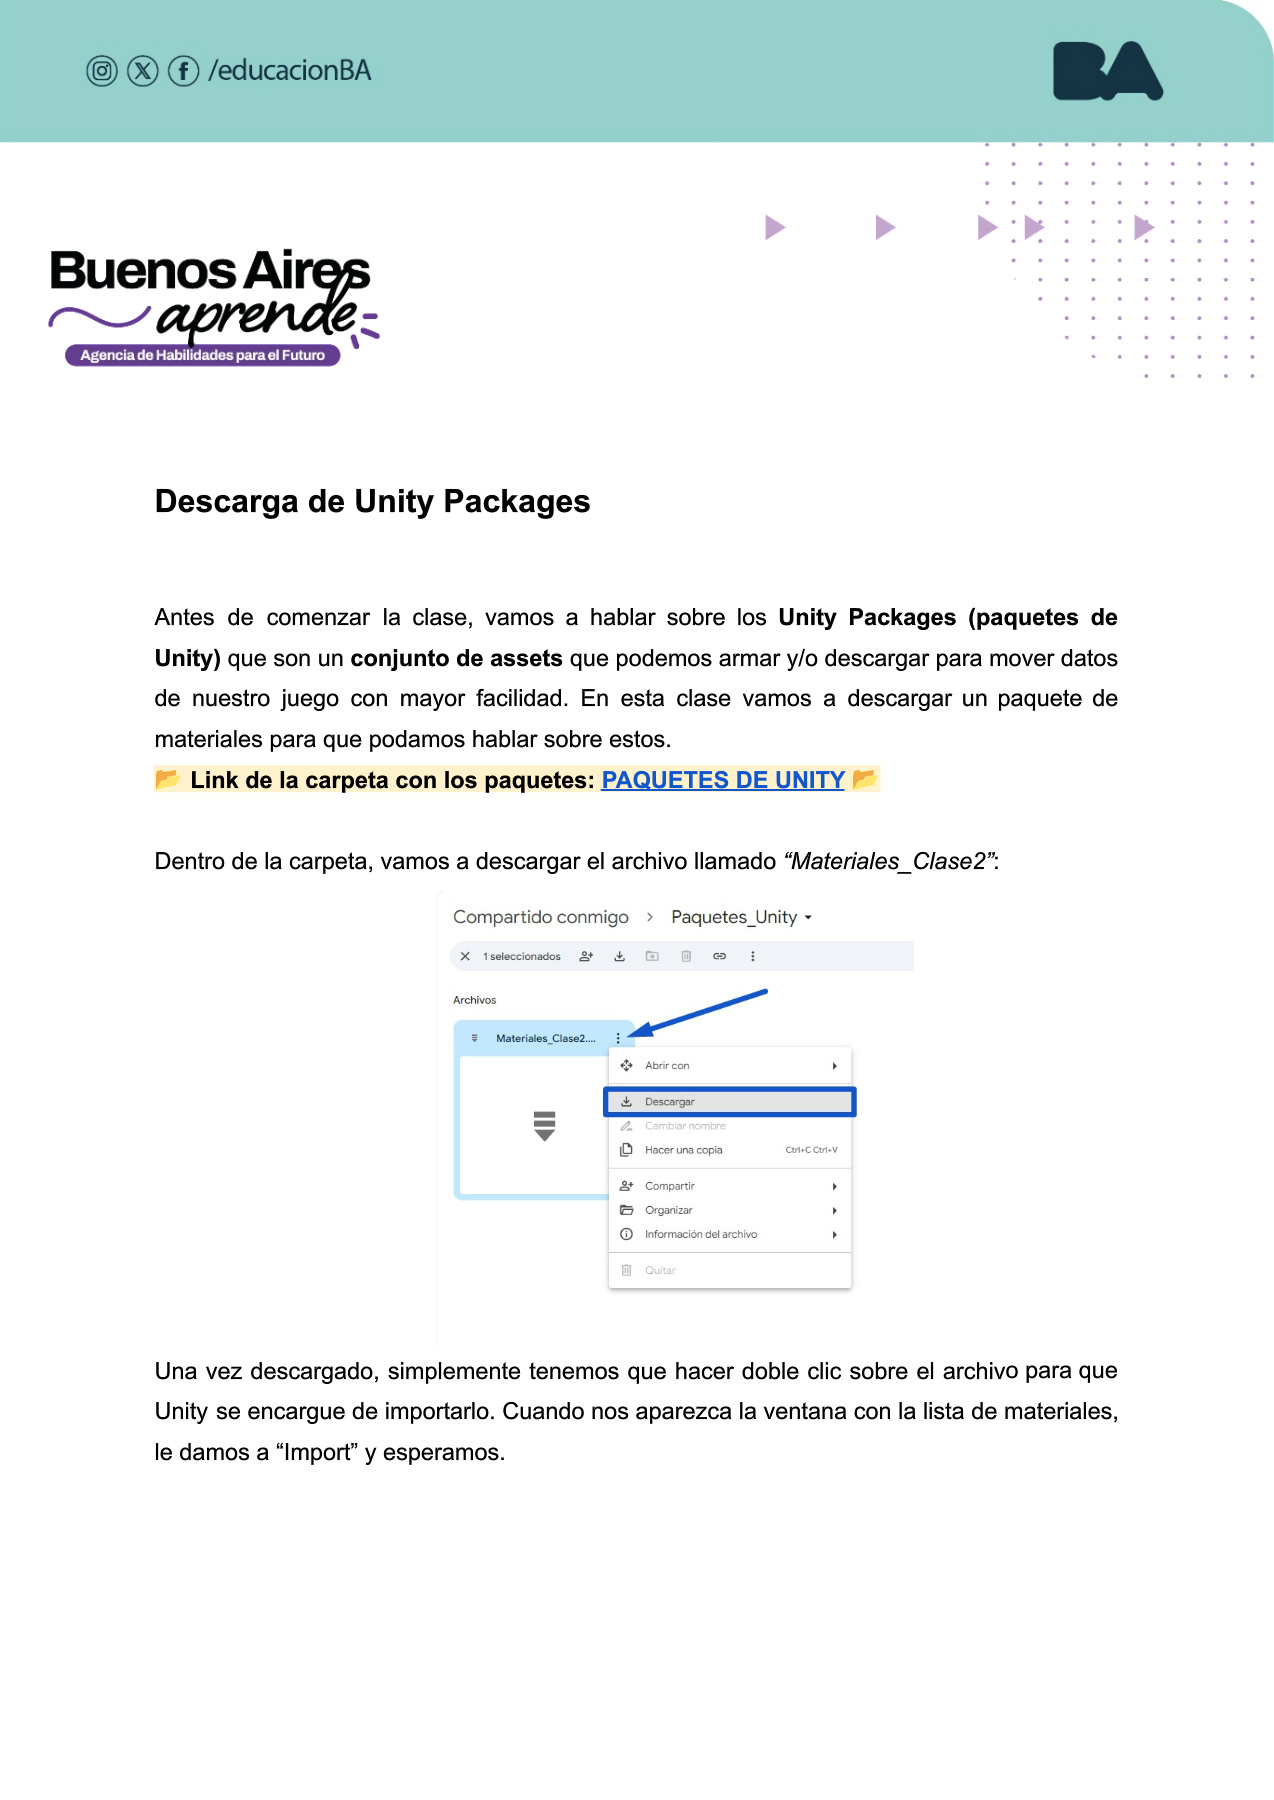 /educacionBA
BA
Buenos Aires
aprende
Agencia de Habilidades para el Futuro
Descarga de Unity Packages
Antes de comenzar la clase, vamos a hablar sobre los Unity Packages (paquetes de
Unity) que son un conjunto de assets que podemos armar y/o descargar para mover datos
de nuestro juego con mayor facilidad. En esta clase vamos a descargar un paquete de
materiales para que podamos hablar sobre estos.
📂 Link de la carpeta con los paquetes: PAQUETES DE UNITY 📂
Dentro de la carpeta, vamos a descargar el archivo llamado “Materiales_Clase2”:
Compartido conmigo > Paquetes_Unity
1 seleccionados
Archivos
Materiales_Clase2....
Abrir con
Descargar
Cambiar nombre
Hacer una copia Ctrl+C Ctrl+V
Compartir
Organizar
Información del archivo
Quitar
Una vez descargado, simplemente tenemos que hacer doble clic sobre el archivo para que
Unity se encargue de importarlo. Cuando nos aparezca la ventana con la lista de materiales,
le damos a “Import” y esperamos.